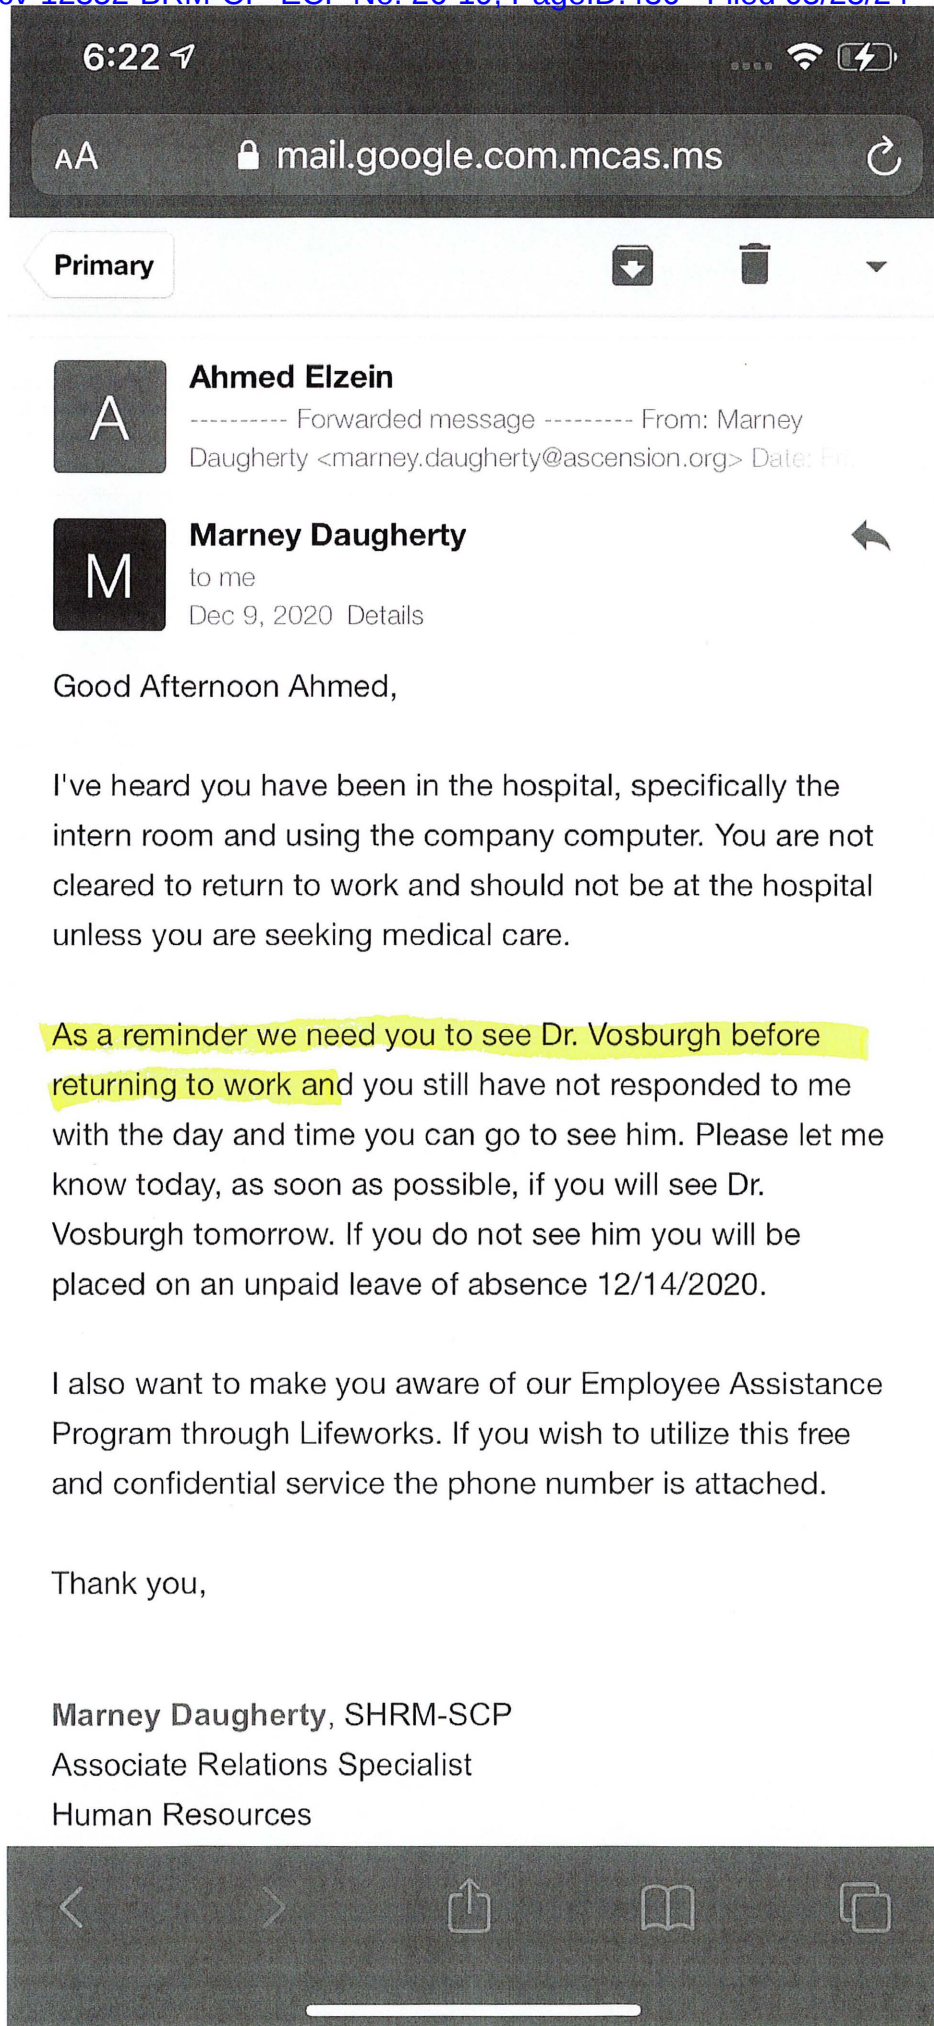 6:22
AA mail.google.com.mcas.ms
Primary
A
Ahmed Elzein
---------- Forwarded message --------- From: Marney
Daugherty <marney.daugherty@ascension.org> Date:
M
Marney Daugherty
to me
Dec 9, 2020 Details
Good Afternoon Ahmed,
I've heard you have been in the hospital, specifically the
intern room and using the company computer. You are not
cleared to return to work and should not be at the hospital
unless you are seeking medical care.
As a reminder we need you to see Dr. Vosburgh before
returning to work and you still have not responded to me
with the day and time you can go to see him. Please let me
know today, as soon as possible, if you will see Dr.
Vosburgh tomorrow. If you do not see him you will be
placed on an unpaid leave of absence 12/14/2020.
I also want to make you aware of our Employee Assistance
Program through Lifeworks. If you wish to utilize this free
and confidential service the phone number is attached.
Thank you,
Marney Daugherty, SHRM-SCP
Associate Relations Specialist
Human Resources